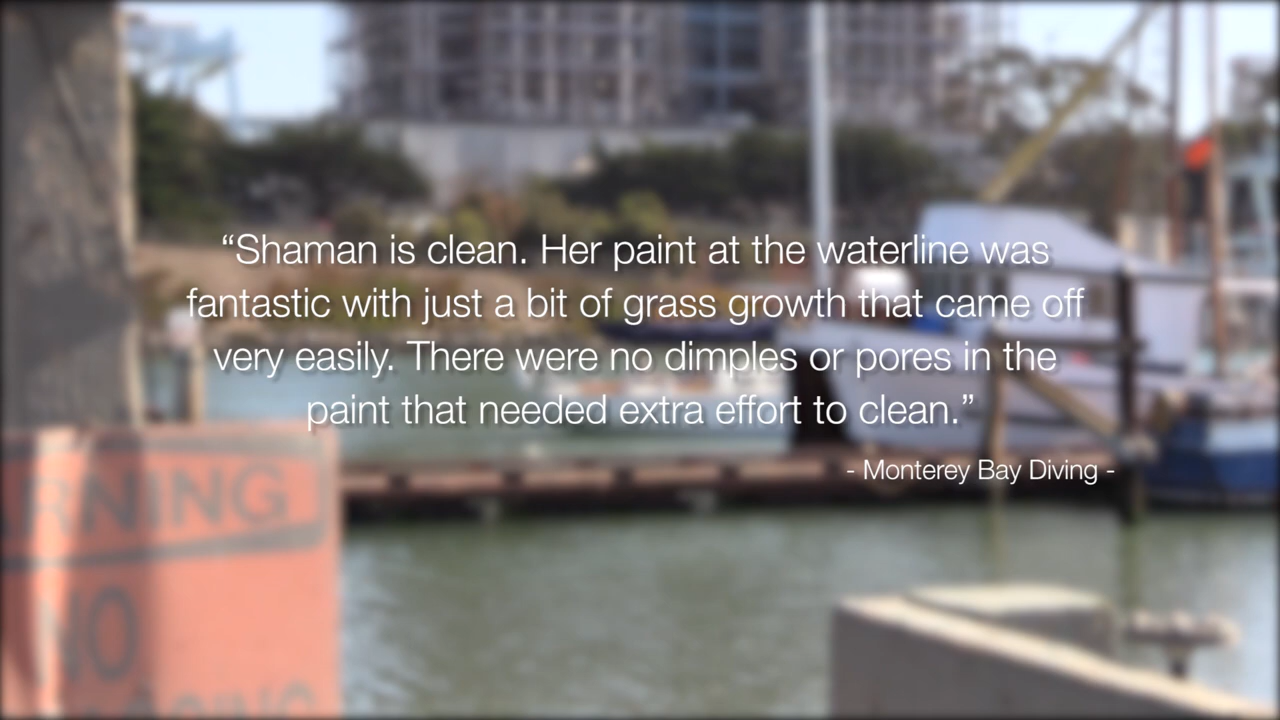 “Shaman is clean. Her paint at the waterline was
fantastic with just a bit of grass growth that came off
very easily. There were no dimples or pores in the
paint that needed extra effort to clean.”
- Monterey Bay Diving -
RNING
NO